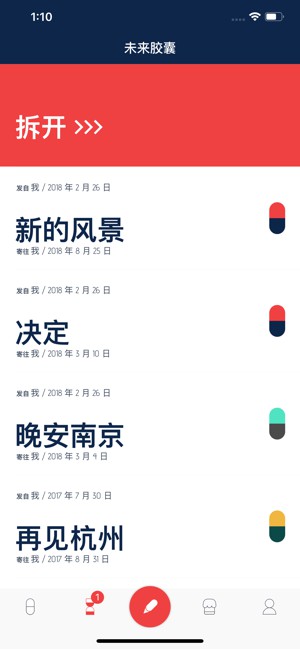 1:10
未来胶囊
拆开 >>>
发自 我 / 2018 年 2 月 26 日
新的风景
寄往 我 / 2018 年 8 月 25 日
发自 我 / 2018 年 2 月 26 日
决定
寄往 我 / 2018 年 3 月 10 日
发自 我 / 2018 年 2 月 26 日
晚安南京
寄往 我 / 2018 年 3 月 9 日
发自 我 / 2017 年 7 月 30 日
再见杭州
寄往 我 / 2017 年 8 月 31 日
1